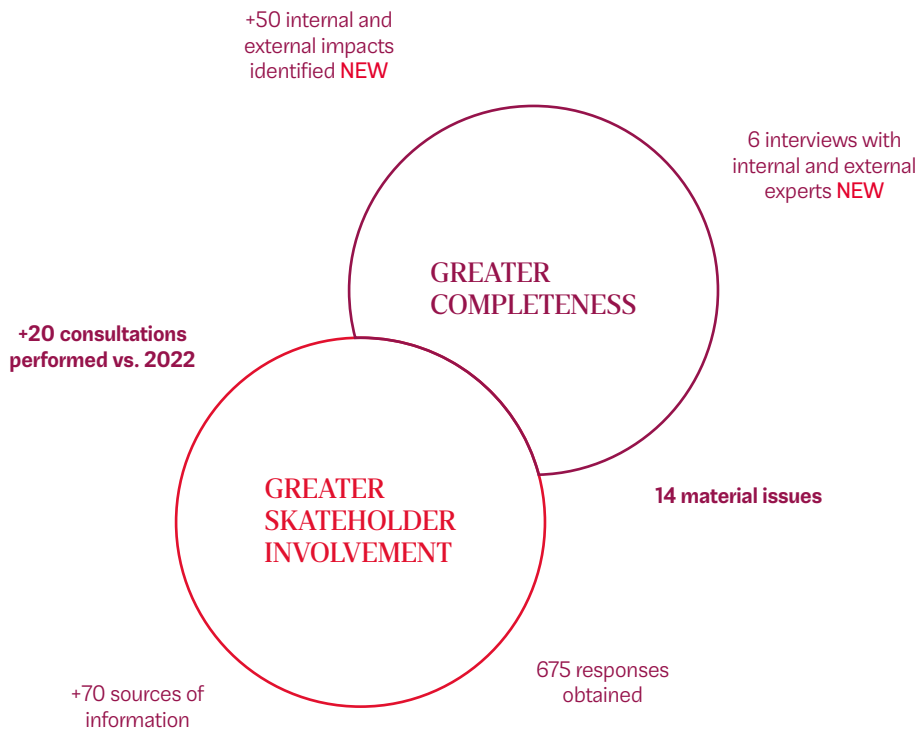 +50 internal and
external impacts
identified NEW
6 interviews with
internal and external
experts NEW
GREATER
COMPLETENESS
+20 consultations
performed vs. 2022
GREATER
SKATEHOLDER
INVOLVEMENT
14 material issues
+70 sources of
information
675 responses
obtained